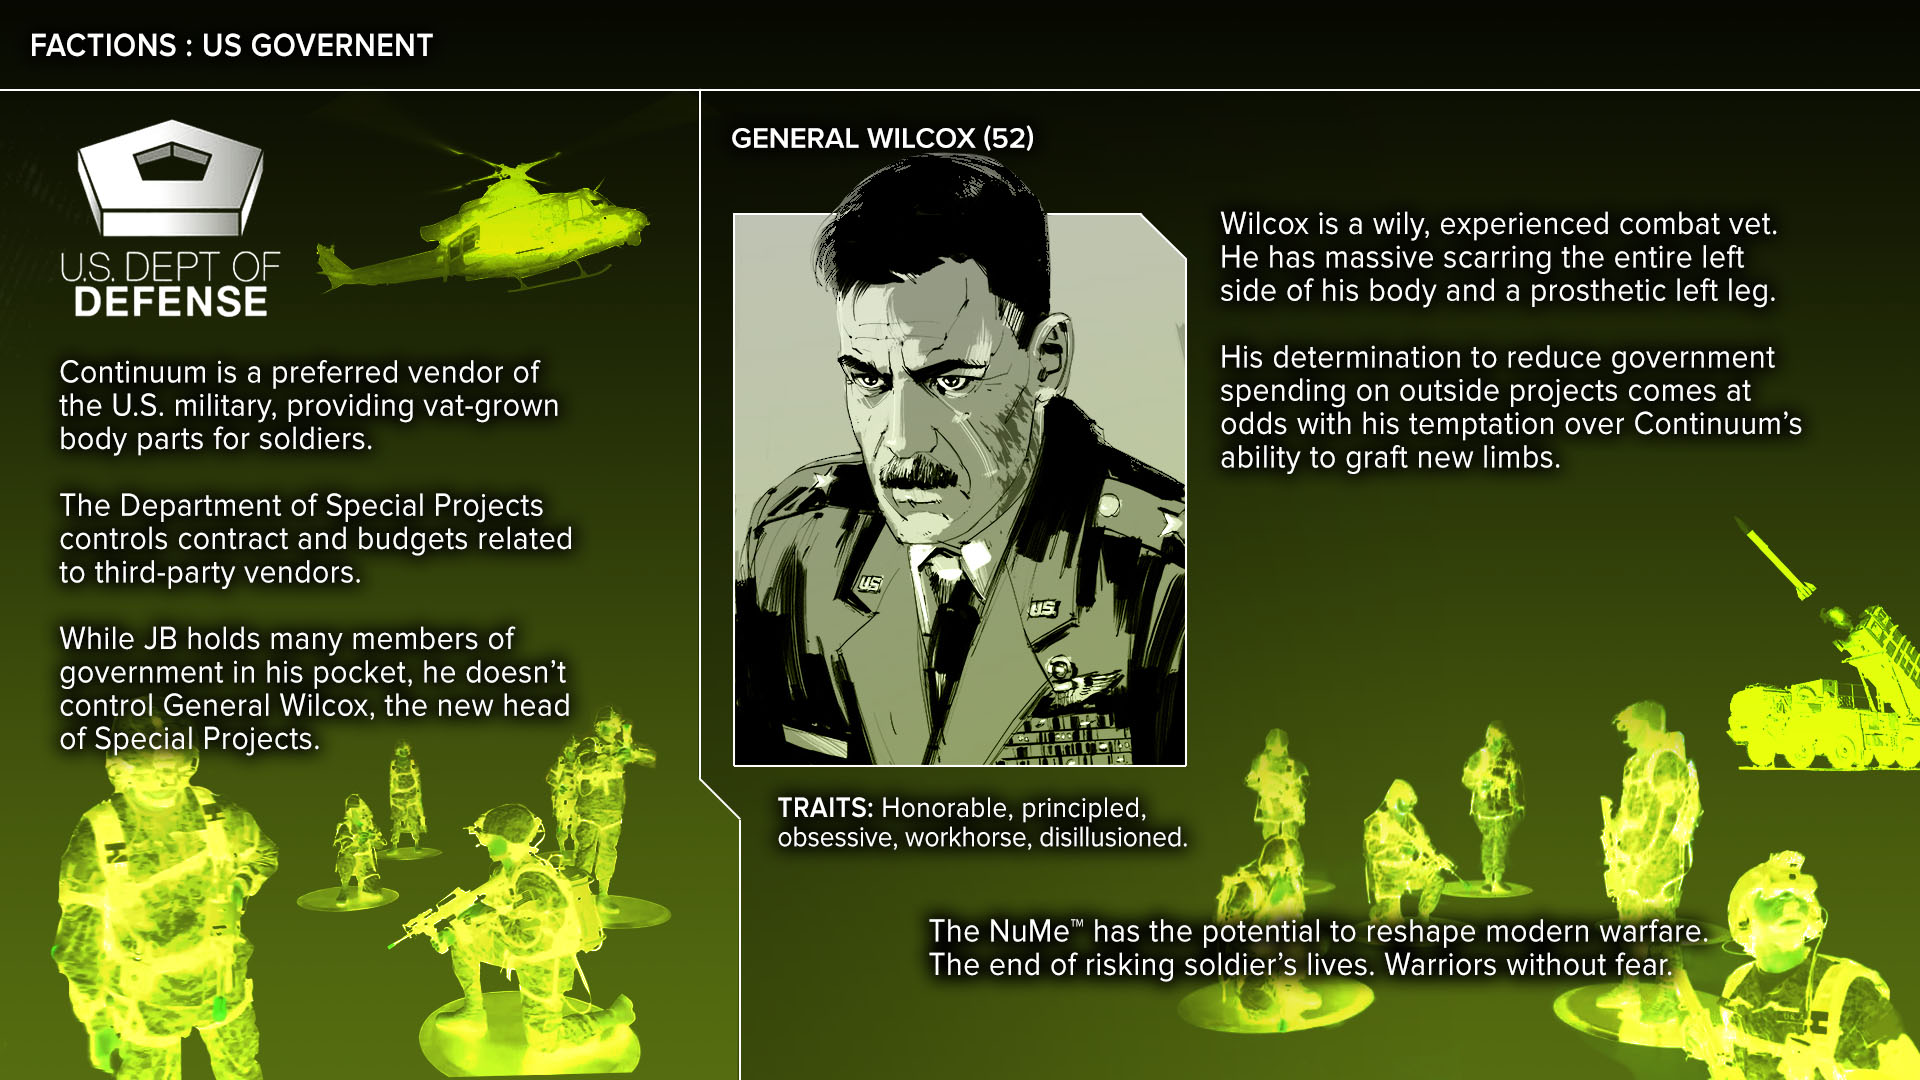 FACTIONS : US GOVERNENT
U.S. DEPT OF
DEFENSE
Continuum is a preferred vendor of
the U.S. military, providing vat-grown
body parts for soldiers.
The Department of Special Projects
controls contract and budgets related
to third-party vendors.
While JB holds many members of
government in his pocket, he doesn’t
control General Wilcox, the new head
of Special Projects.
GENERAL WILCOX (52)
US
US
TRAITS: Honorable, principled,
obsessive, workhorse, disillusioned.
Wilcox is a wily, experienced combat vet.
He has massive scarring the entire left
side of his body and a prosthetic left leg.
His determination to reduce government
spending on outside projects comes at
odds with his temptation over Continuum’s
ability to graft new limbs.
The NuMe™ has the potential to reshape modern warfare.
The end of risking soldier’s lives. Warriors without fear.